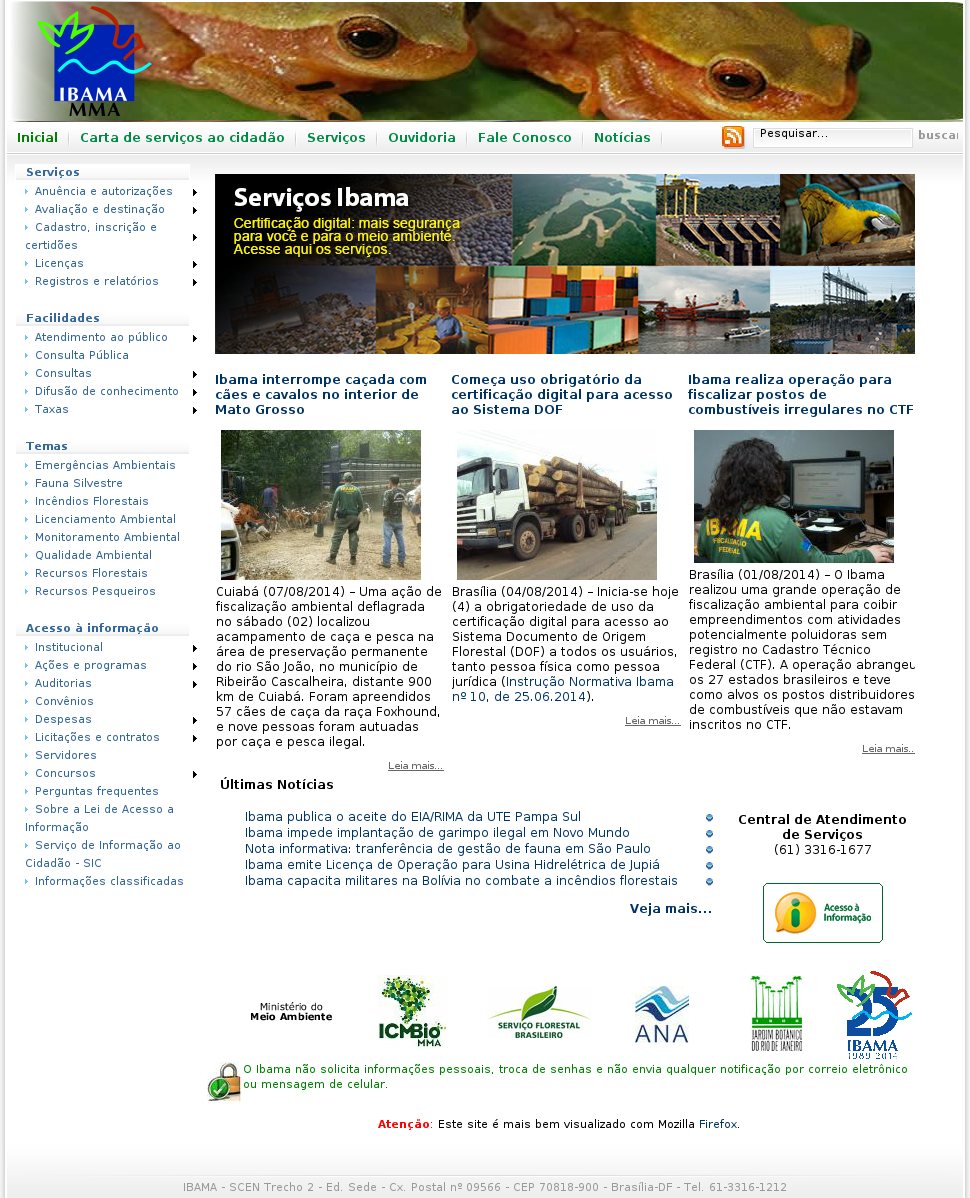 IBAMA
MMA
Inicial
Carta de serviços ao cidadão
Serviços
Ouvidoria
Fale Conosco
Notícias
Pesquisar...
Serviços
Anuência e autorizações
Avaliação e destinação
Cadastro, inscrição e
certidões
Licenças
Registros e relatórios
Facilidades
Atendimento ao público
Consulta Pública
Consultas
Difusão de conhecimento
Taxas
Temas
Emergências Ambientais
Fauna Silvestre
Incêndios Florestais
Licenciamento Ambiental
Monitoramento Ambiental
Qualidade Ambiental
Recursos Florestais
Recursos Pesqueiros
Acesso à informação
Institucional
Ações e programas
Auditorias
Convênios
Despesas
Licitações e contratos
Servidores
Concursos
Perguntas frequentes
Sobre a Lei de Acesso a
Informação
Serviço de Informação ao
Cidadão - SIC
Informações classificadas
Serviços Ibama
Certificação digital: mais segurança
para você e para o meio ambiente.
Acesse aqui os serviços.
Ibama interrompe caçada com
cães e cavalos no interior de
Mato Grosso
Cuiabá (07/08/2014) – Uma ação de
fiscalização ambiental deflagrada
no sábado (02) localizou
acampamento de caça e pesca na
área de preservação permanente
do rio São João, no município de
Ribeirão Cascalheira, distante 900
km de Cuiabá. Foram apreendidos
57 cães de caça da raça Foxhound,
e nove pessoas foram autuadas
por caça e pesca ilegal.
Leia mais...
Começa uso obrigatório da
certificação digital para acesso
ao Sistema DOF
Brasília (04/08/2014) – Inicia-se hoje
(4) a obrigatoriedade de uso da
certificação digital para acesso ao
Sistema Documento de Origem
Florestal (DOF) a todos os usuários,
tanto pessoa física como pessoa
jurídica (Instrução Normativa Ibama
nº 10, de 25.06.2014).
Leia mais...
Ibama realiza operação para
fiscalizar postos de
combustíveis irregulares no CTF
IBAMA
FISCALIZAÇÃO
FEDERAL
Brasília (01/08/2014) – O Ibama
realizou uma grande operação de
fiscalização ambiental para coibir
empreendimentos com atividades
potencialmente poluidoras sem
registro no Cadastro Técnico
Federal (CTF). A operação abrangeu
os 27 estados brasileiros e teve
como alvos os postos distribuidores
de combustíveis que não estavam
inscritos no CTF.
Leia mais..
Últimas Notícias
Ibama publica o aceite do EIA/RIMA da UTE Pampa Sul
Ibama impede implantação de garimpo ilegal em Novo Mundo
Nota informativa: tranferência de gestão de fauna em São Paulo
Ibama emite Licença de Operação para Usina Hidrelétrica de Jupiá
Ibama capacita militares na Bolívia no combate a incêndios florestais
Veja mais...
Central de Atendimento
de Serviços
(61) 3316-1677
Acesso à
Informação
Ministério do
Meio Ambiente
ICMBio
MMA
SERVIÇO FLORESTAL
BRASILEIRO
ANA
JARDIM BOTÂNICO
DO RIO DE JANEIRO
25
IBAMA
1989-2014
O Ibama não solicita informações pessoais, troca de senhas e não envia qualquer notificação por correio eletrônico
ou mensagem de celular.
Atenção: Este site é mais bem visualizado com Mozilla Firefox.
IBAMA - SCEN Trecho 2 - Ed. Sede - Cx. Postal nº 09566 - CEP 70818-900 - Brasília-DF - Tel. 61-3316-1212